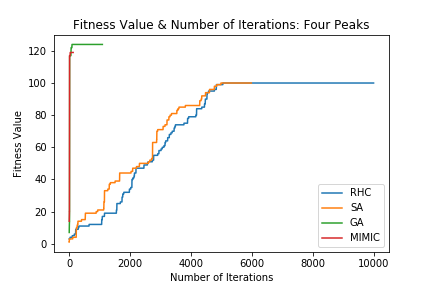 Fitness Value & Number of Iterations: Four Peaks
Fitness Value
120
100
80
60
40
20
0
RHC
SA
GA
MIMIC
0
2000
4000
6000
8000
10000
Number of Iterations